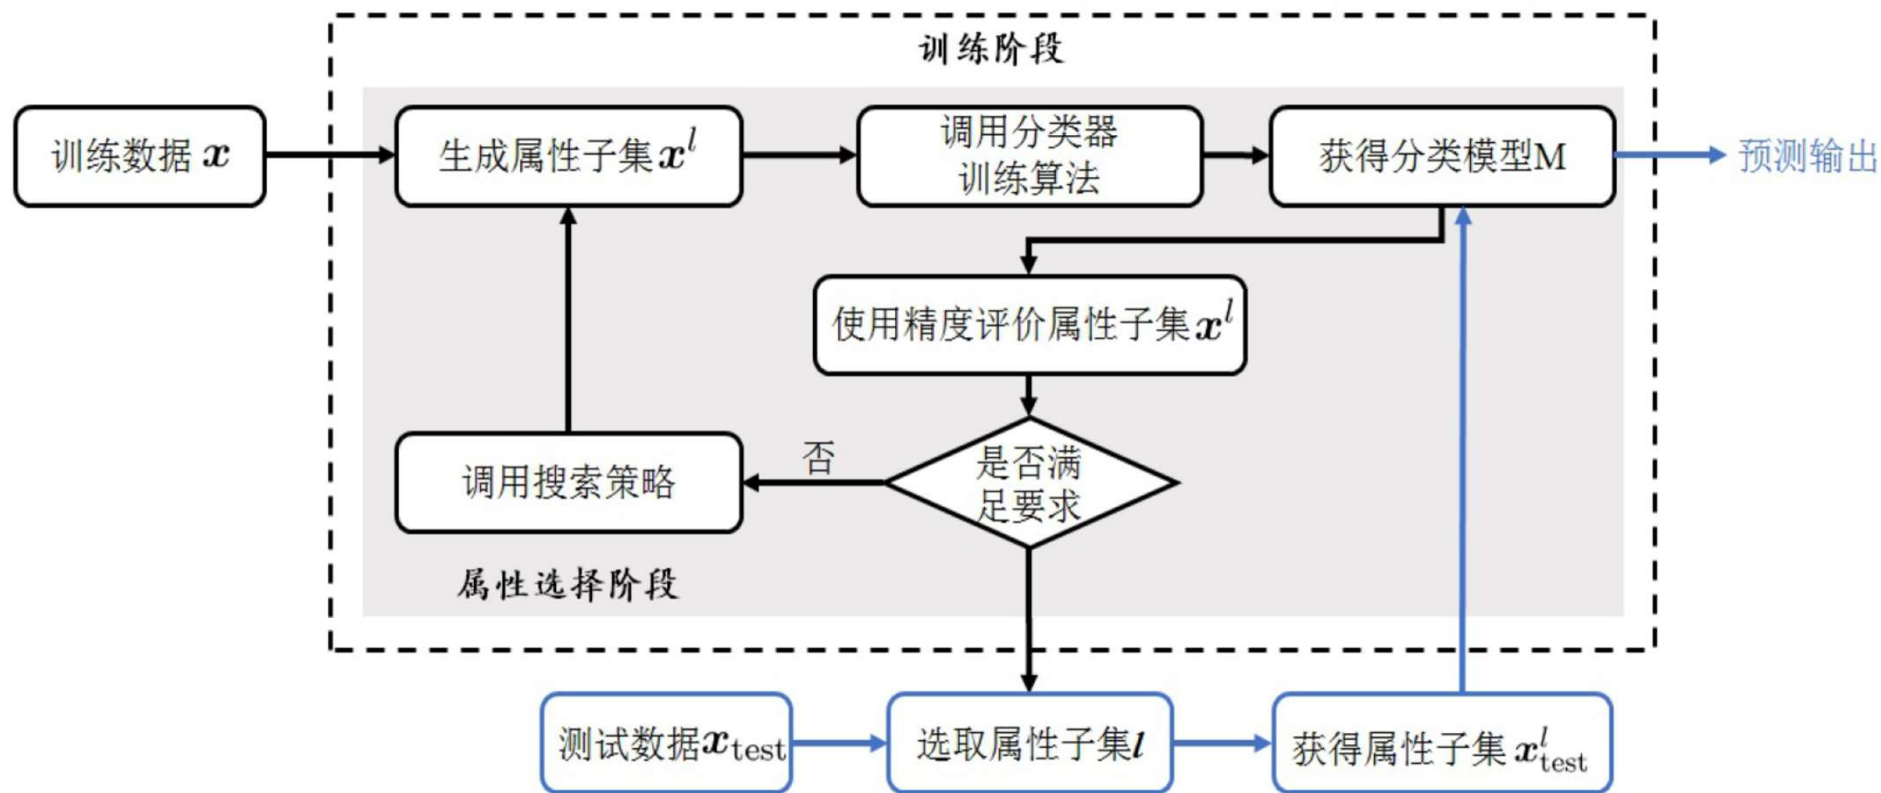 训练阶段
训练数据 x
生成属性子集 x^l
调用分类器
训练算法
获得分类模型M
预测输出
使用精度评价属性子集 x^l
是否满
足要求
否
调用搜索策略
属性选择阶段
测试数据x_test
选取属性子集l
获得属性子集 x^l_test